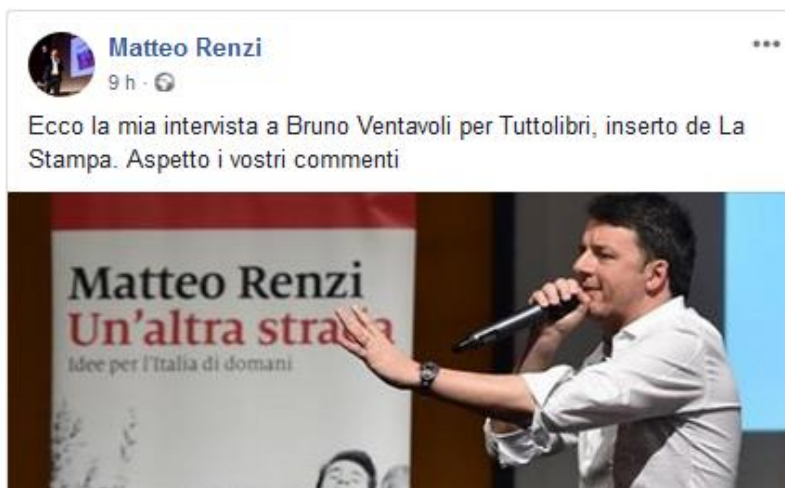 Matteo Renzi
9 h ·
Ecco la mia intervista a Bruno Ventavoli per Tuttolibri, inserto de La
Stampa. Aspetto i vostri commenti
Matteo Renzi
Un'altra strada
Idee per l'Italia di domani